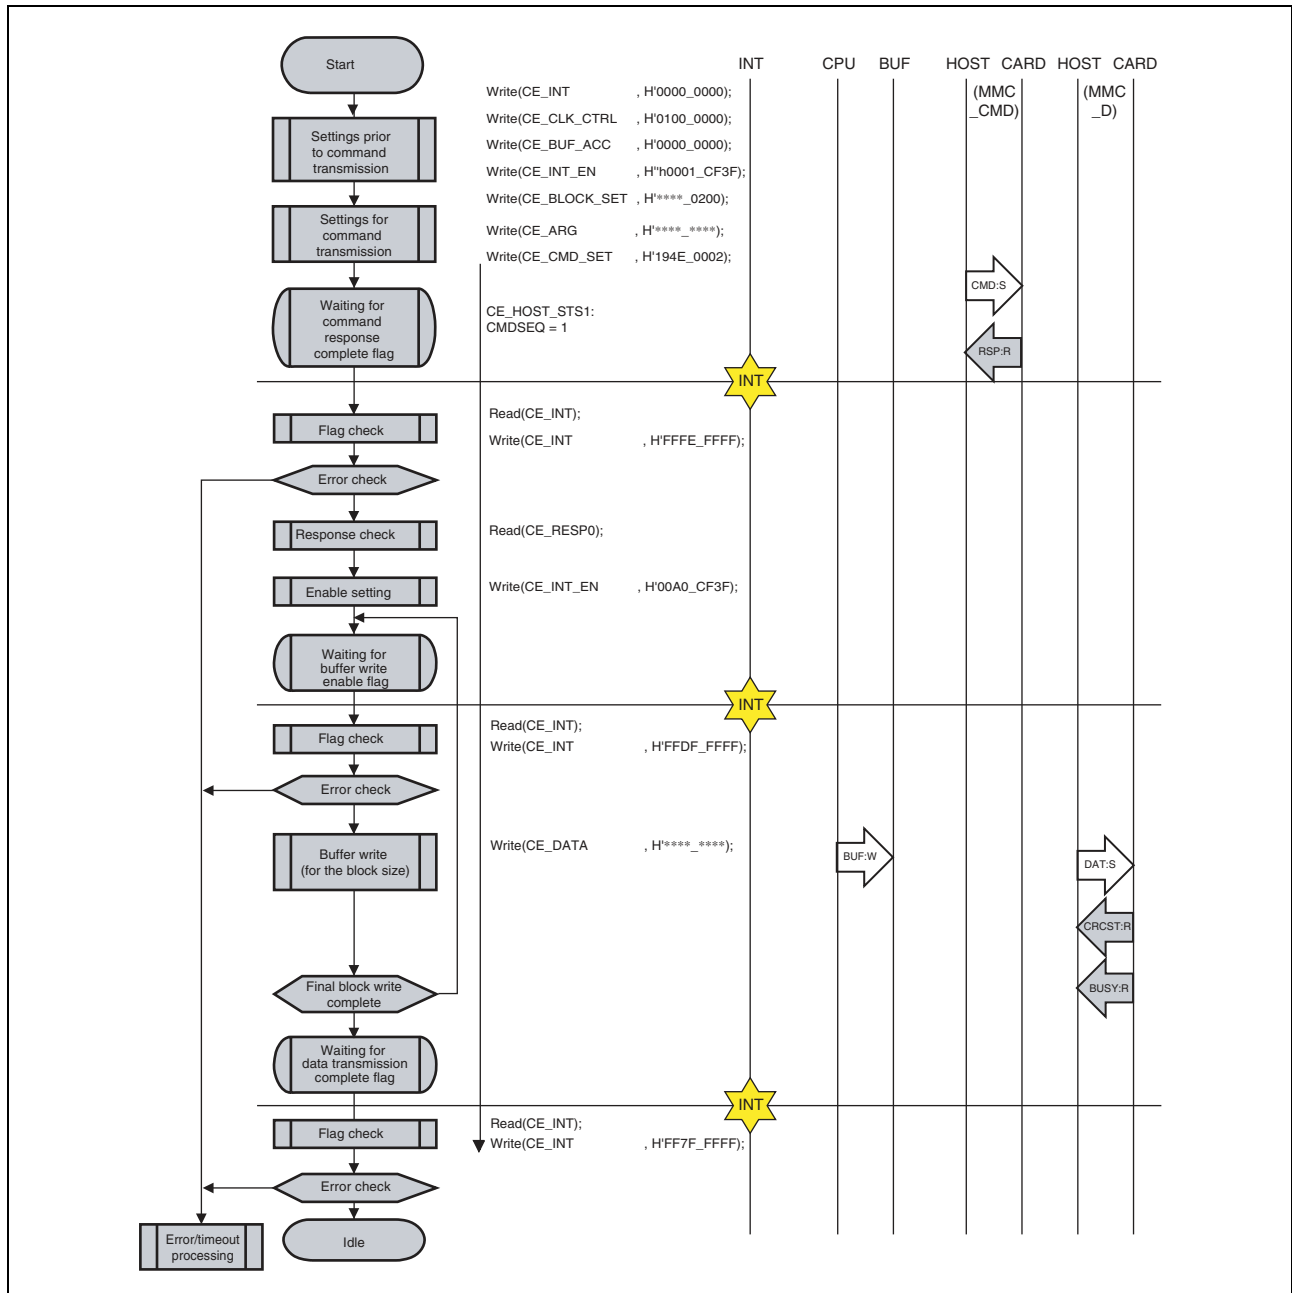 Start
INT CPU BUF HOST CARD HOST CARD
(MMC
_CMD)
(MMC
_D)
Write(CE_INT , H'0000_0000);
Write(CE_CLK_CTRL , H'0100_0000);
Settings prior
to command
transmission
Write(CE_BUF_ACC , H'0000_0000);
Write(CE_INT_EN , H"h0001_CF3F);
Write(CE_BLOCK_SET , H'****_0200);
Settings for
command
transmission
Write(CE_ARG , H'****_****);
Write(CE_CMD_SET , H'194E_0002);
CMD:S
Waiting for
command
response
complete flag
CE_HOST_STS1:
CMDSEQ = 1
RSP:R
INT
Flag check
Read(CE_INT);
Write(CE_INT , H'FFFE_FFFF);
Error check
Response check
Read(CE_RESP0);
Enable setting
Write(CE_INT_EN , H'00A0_CF3F);
Waiting for
buffer write
enable flag
INT
Flag check
Read(CE_INT);
Write(CE_INT , H'FFDF_FFFF);
Error check
Buffer write
(for the block size)
Write(CE_DATA , H'****_****);
BUF:W
DAT:S
CRCST:R
BUSY:R
Final block write
complete
Waiting for
data transmission
complete flag
INT
Flag check
Read(CE_INT);
Write(CE_INT , H'FF7F_FFFF);
Error check
Error/timeout
processing
Idle